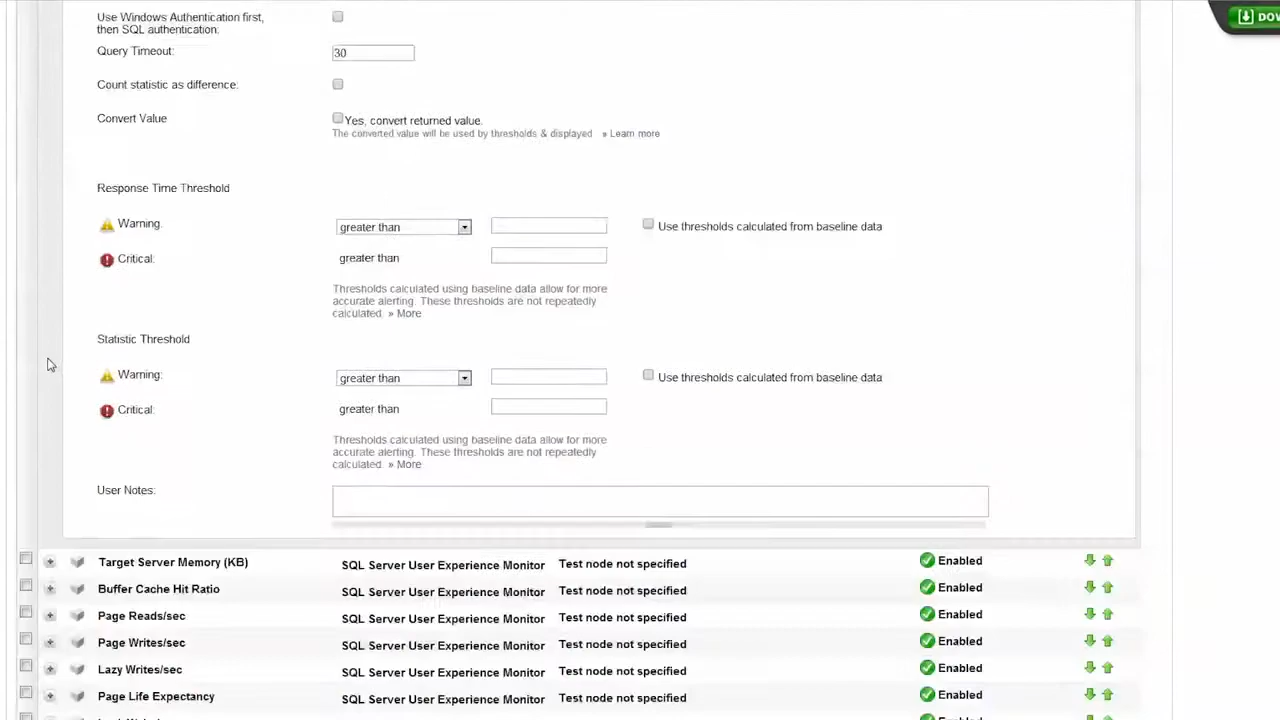 Use Windows Authentication first,
then SQL authentication:
DOW
Query Timeout:
30
Count statistic as difference:
Convert Value
Yes, convert returned value.
The converted value will be used by thresholds & displayed » Learn more
Response Time Threshold
Warning:
greater than
Use thresholds calculated from baseline data
Critical:
greater than
Thresholds calculated using baseline data allow for more
accurate alerting. These thresholds are not repeatedly
calculated. » More
Statistic Threshold
Warning:
greater than
Use thresholds calculated from baseline data
Critical:
greater than
Thresholds calculated using baseline data allow for more
accurate alerting. These thresholds are not repeatedly
calculated. » More
User Notes:
Target Server Memory (KB) SQL Server User Experience Monitor Test node not specified Enabled
Buffer Cache Hit Ratio SQL Server User Experience Monitor Test node not specified Enabled
Page Reads/sec SQL Server User Experience Monitor Test node not specified Enabled
Page Writes/sec SQL Server User Experience Monitor Test node not specified Enabled
Lazy Writes/sec SQL Server User Experience Monitor Test node not specified Enabled
Page Life Expectancy SQL Server User Experience Monitor Test node not specified Enabled